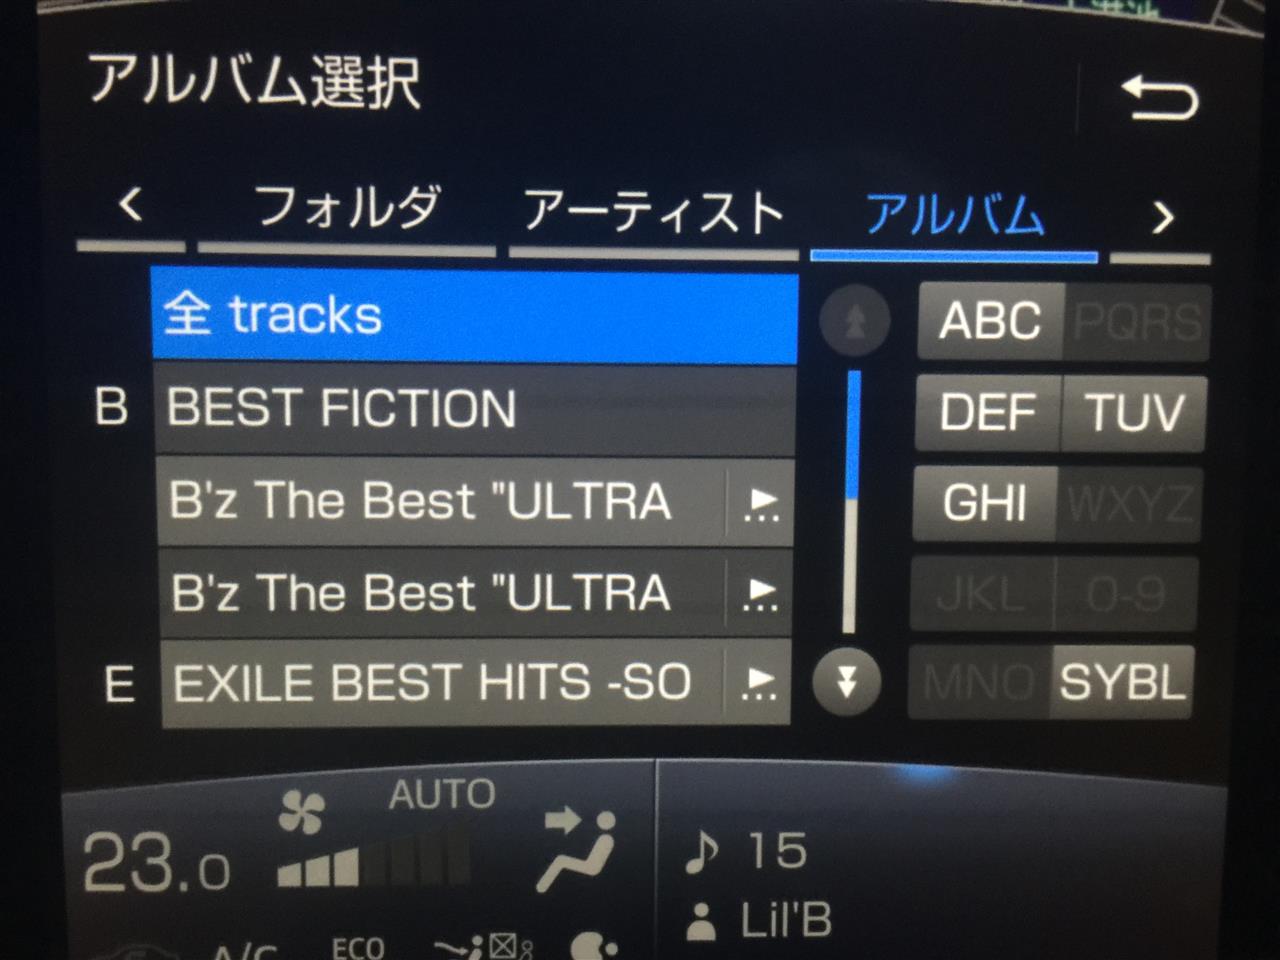 アルバム選択
フォルダ アーティスト アルバム
全 tracks
ABC PQRS
B BEST FICTION
DEF TUV
B'z The Best "ULTRA
GHI WXYZ
B'z The Best "ULTRA
JKL 0-9
E EXILE BEST HITS -SO
MNO SYBL
AUTO
23.0
15
Lil'B
A/C ECO